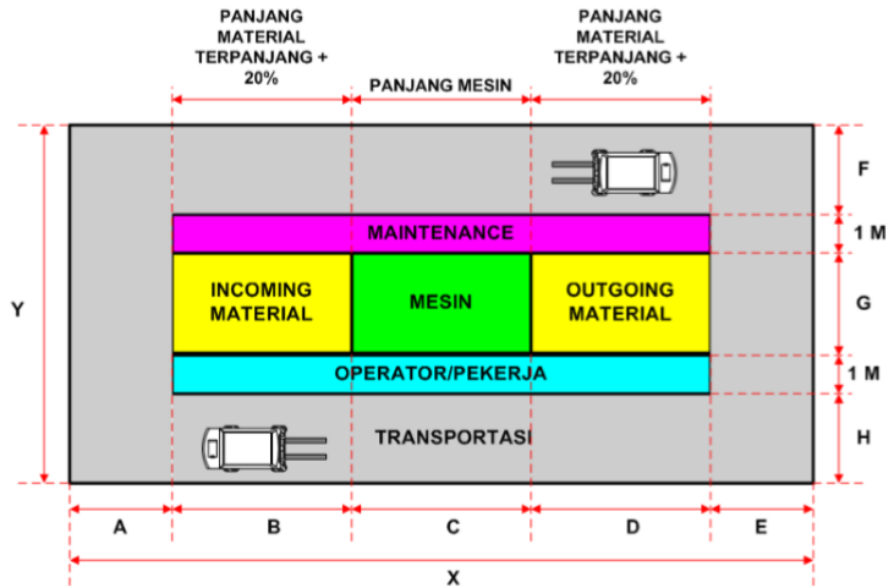 PANJANG
MATERIAL
TERPANJANG +
20%
PANJANG MESIN
PANJANG
MATERIAL
TERPANJANG +
20%
F
MAINTENANCE
1 M
Y
INCOMING
MATERIAL
MESIN
OUTGOING
MATERIAL
G
OPERATOR/PEKERJA
1 M
TRANSPORTASI
H
A
B
C
D
E
X